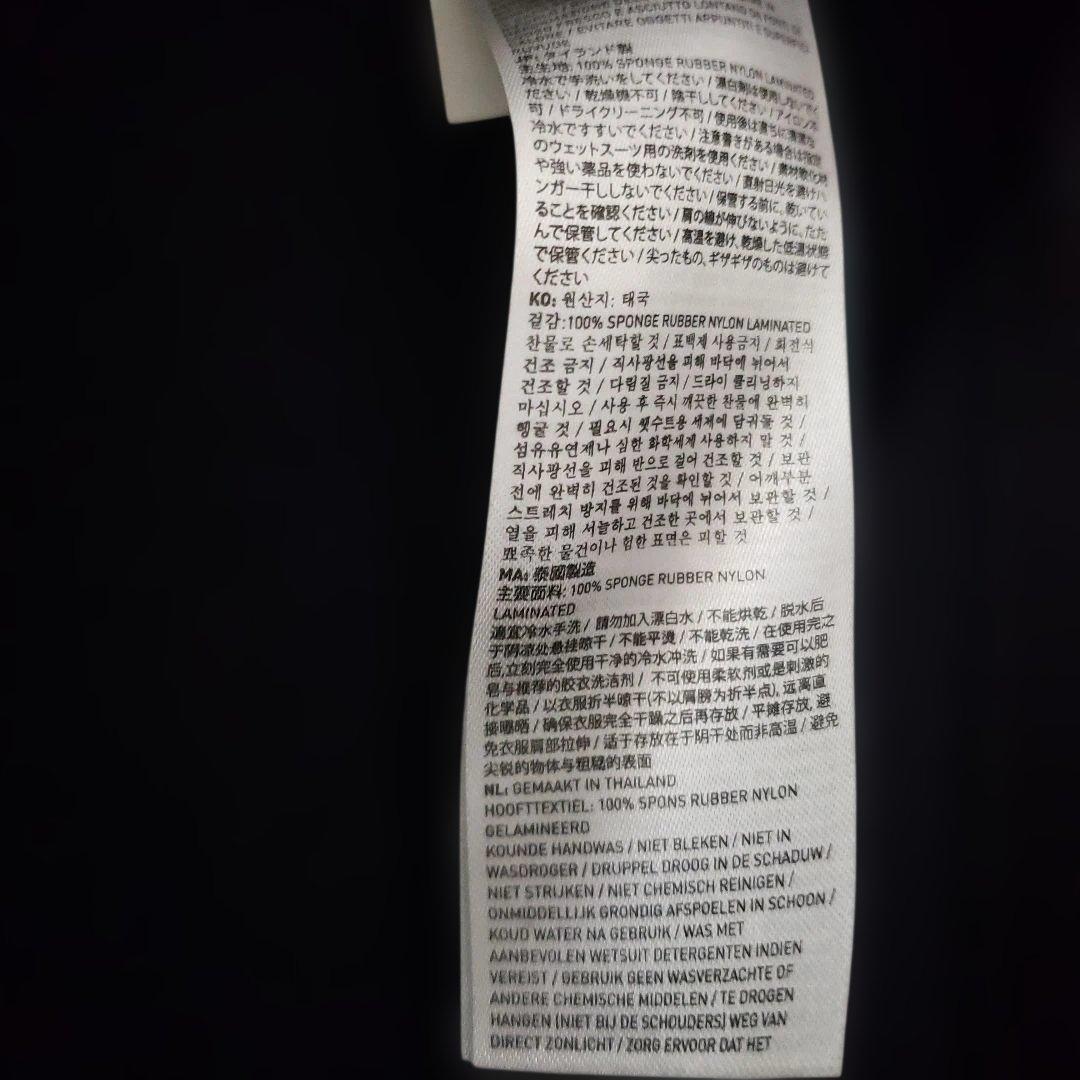 FRESCO E ASCIUTTO LONTANO DA FONTI DI
CALORE / EVITARE OGGETTI APPUNTITI E SUPERFICI
RUVIDE
JP: タイランド製
主生地: 100% SPONGE RUBBER NYLON LAMINATED
冷水で手洗いをしてください / 漂白剤は使用しないでく
ださい / 乾燥機不可 / 陰干ししてください / アイロン不
可 / ドライクリーニング不可 / 使用後は直ちに清潔な
冷水ですすいでください / 注意書きがある場合は指定
のウェットスーツ用の洗剤を使用ください / 素材軟化剤
や強い薬品を使わないでください / 直射日光を避けハ
ンガー干ししないでください / 保管する前に、乾いてい
ることを確認ください / 肩の線が伸びないように、たた
んで保管してください / 高温を避け、乾燥した低温状態
で保管ください / 尖ったもの、ギザギザのものは避けて
ください
KO: 원산지: 태국
겉감:100% SPONGE RUBBER NYLON LAMINATED
찬물로 손세탁할 것 / 표백제 사용금지 / 회전식
건조 금지 / 직사광선을 피해 바닥에 뉘어서
건조할 것 / 다림질 금지 / 드라이 클리닝하지
마십시오 / 사용 후 즉시 깨끗한 찬물에 완벽히
헹굴 것 / 필요시 웻수트용 세제에 담궈둘 것 /
섬유유연제나 심한 화학세제 사용하지 말 것 /
직사광선을 피해 반으로 걸어 건조할 것 / 보관
전에 완벽히 건조된 것을 확인할 것 / 어깨부분
스트레치 방지를 위해 바닥에 뉘어서 보관할 것 /
열을 피해 서늘하고 건조한 곳에서 보관할 것 /
뾰족한 물건이나 험한 표면은 피할 것
MA: 泰國製造
主要面料: 100% SPONGE RUBBER NYLON
LAMINATED
適宜冷水手洗 / 請勿加入漂白水 / 不能烘乾 / 脱水后
于阴凉处悬挂晾干 / 不能平燙 / 不能乾洗 / 在使用完之
后,立刻完全使用干净的冷水冲洗 / 如果有需要可以肥
皂与推荐的胶衣洗洁剂 / 不可使用柔软剂或是刺激的
化学品 / 以衣服折半晾干(不以肩膀为折半点), 远离直
接曝晒 / 确保衣服完全干躁之后再存放 / 平摊存放, 避
免衣服肩部拉伸 / 适于存放在于阴干处而非高温 / 避免
尖锐的物体与粗糙的表面
NL: GEMAAKT IN THAILAND
HOOFTTEXTIEL: 100% SPONS RUBBER NYLON
GELAMINEERD
KOUNDE HANDWAS / NIET BLEKEN / NIET IN
WASDROGER / DRUPPEL DROOG IN DE SCHADUW /
NIET STRIJKEN / NIET CHEMISCH REINIGEN /
ONMIDDELLIJK GRONDIG AFSPOELEN IN SCHOON /
KOUD WATER NA GEBRUIK / WAS MET
AANBEVOLEN WETSUIT DETERGENTEN INDIEN
VEREIST / GEBRUIK GEEN WASVERZACHTE OF
ANDERE CHEMISCHE MIDDELEN / TE DROGEN
HANGEN (NIET BIJ DE SCHOUDERS) WEG VAN
DIRECT ZONLICHT / ZORG ERVOOR DAT HET